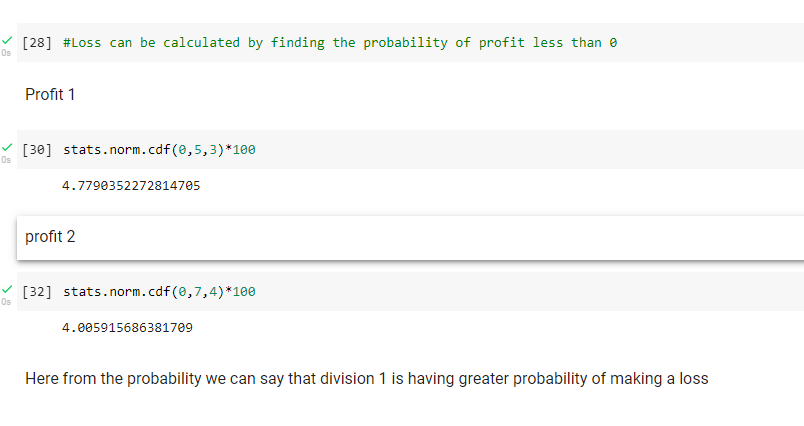 [28] #Loss can be calculated by finding the probability of profit less than 0
0s
Profit 1
[30] stats.norm.cdf(0,5,3)*100
0s
4.7790352272814705
profit 2
[32] stats.norm.cdf(0,7,4)*100
0s
4.005915686381709
Here from the probability we can say that division 1 is having greater probability of making a loss